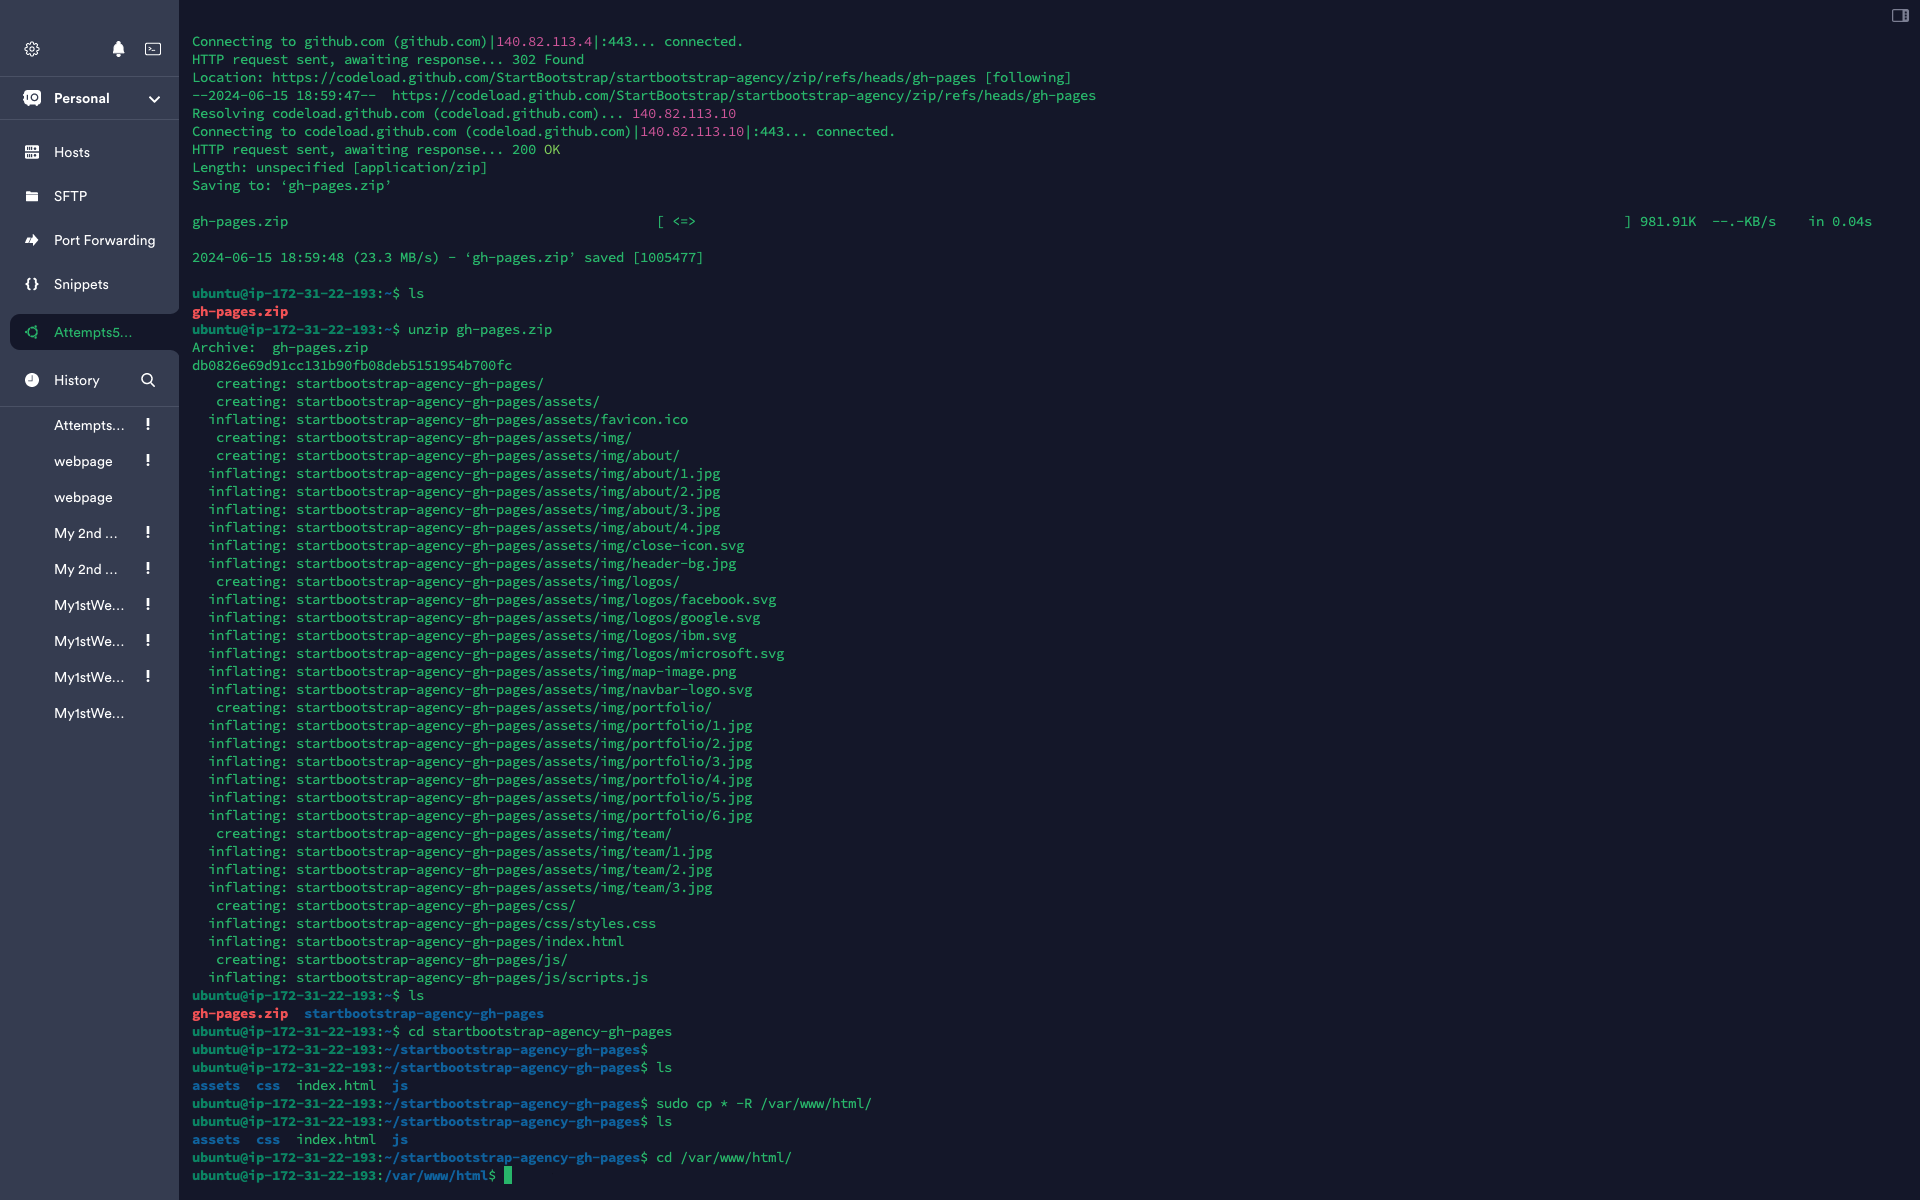 Personal
Hosts
SFTP
Port Forwarding
Snippets
Attempts5...
History
Attempts...
webpage
webpage
My 2nd ...
My 2nd ...
My1stWe...
My1stWe...
My1stWe...
My1stWe...
Connecting to github.com (github.com)|140.82.113.4|:443... connected.
HTTP request sent, awaiting response... 302 Found
Location: https://codeload.github.com/StartBootstrap/startbootstrap-agency/zip/refs/heads/gh-pages [following]
--2024-06-15 18:59:47--  https://codeload.github.com/StartBootstrap/startbootstrap-agency/zip/refs/heads/gh-pages
Resolving codeload.github.com (codeload.github.com)... 140.82.113.10
Connecting to codeload.github.com (codeload.github.com)|140.82.113.10|:443... connected.
HTTP request sent, awaiting response... 200 OK
Length: unspecified [application/zip]
Saving to: ‘gh-pages.zip’
gh-pages.zip [ <=> ] 981.91K  --.-KB/s    in 0.04s
2024-06-15 18:59:48 (23.3 MB/s) - ‘gh-pages.zip’ saved [1005477]
ubuntu@ip-172-31-22-193:~$ ls
gh-pages.zip
ubuntu@ip-172-31-22-193:~$ unzip gh-pages.zip
Archive:  gh-pages.zip
db0826e69d91cc131b90fb08deb5151954b700fc
creating: startbootstrap-agency-gh-pages/
creating: startbootstrap-agency-gh-pages/assets/
inflating: startbootstrap-agency-gh-pages/assets/favicon.ico
creating: startbootstrap-agency-gh-pages/assets/img/
creating: startbootstrap-agency-gh-pages/assets/img/about/
inflating: startbootstrap-agency-gh-pages/assets/img/about/1.jpg
inflating: startbootstrap-agency-gh-pages/assets/img/about/2.jpg
inflating: startbootstrap-agency-gh-pages/assets/img/about/3.jpg
inflating: startbootstrap-agency-gh-pages/assets/img/about/4.jpg
inflating: startbootstrap-agency-gh-pages/assets/img/close-icon.svg
inflating: startbootstrap-agency-gh-pages/assets/img/header-bg.jpg
creating: startbootstrap-agency-gh-pages/assets/img/logos/
inflating: startbootstrap-agency-gh-pages/assets/img/logos/facebook.svg
inflating: startbootstrap-agency-gh-pages/assets/img/logos/google.svg
inflating: startbootstrap-agency-gh-pages/assets/img/logos/ibm.svg
inflating: startbootstrap-agency-gh-pages/assets/img/logos/microsoft.svg
inflating: startbootstrap-agency-gh-pages/assets/img/map-image.png
inflating: startbootstrap-agency-gh-pages/assets/img/navbar-logo.svg
creating: startbootstrap-agency-gh-pages/assets/img/portfolio/
inflating: startbootstrap-agency-gh-pages/assets/img/portfolio/1.jpg
inflating: startbootstrap-agency-gh-pages/assets/img/portfolio/2.jpg
inflating: startbootstrap-agency-gh-pages/assets/img/portfolio/3.jpg
inflating: startbootstrap-agency-gh-pages/assets/img/portfolio/4.jpg
inflating: startbootstrap-agency-gh-pages/assets/img/portfolio/5.jpg
inflating: startbootstrap-agency-gh-pages/assets/img/portfolio/6.jpg
creating: startbootstrap-agency-gh-pages/assets/img/team/
inflating: startbootstrap-agency-gh-pages/assets/img/team/1.jpg
inflating: startbootstrap-agency-gh-pages/assets/img/team/2.jpg
inflating: startbootstrap-agency-gh-pages/assets/img/team/3.jpg
creating: startbootstrap-agency-gh-pages/css/
inflating: startbootstrap-agency-gh-pages/css/styles.css
inflating: startbootstrap-agency-gh-pages/index.html
creating: startbootstrap-agency-gh-pages/js/
inflating: startbootstrap-agency-gh-pages/js/scripts.js
ubuntu@ip-172-31-22-193:~$ ls
gh-pages.zip  startbootstrap-agency-gh-pages
ubuntu@ip-172-31-22-193:~$ cd startbootstrap-agency-gh-pages
ubuntu@ip-172-31-22-193:~/startbootstrap-agency-gh-pages$
ubuntu@ip-172-31-22-193:~/startbootstrap-agency-gh-pages$ ls
assets  css  index.html  js
ubuntu@ip-172-31-22-193:~/startbootstrap-agency-gh-pages$ sudo cp * -R /var/www/html/
ubuntu@ip-172-31-22-193:~/startbootstrap-agency-gh-pages$ ls
assets  css  index.html  js
ubuntu@ip-172-31-22-193:~/startbootstrap-agency-gh-pages$ cd /var/www/html/
ubuntu@ip-172-31-22-193:/var/www/html$